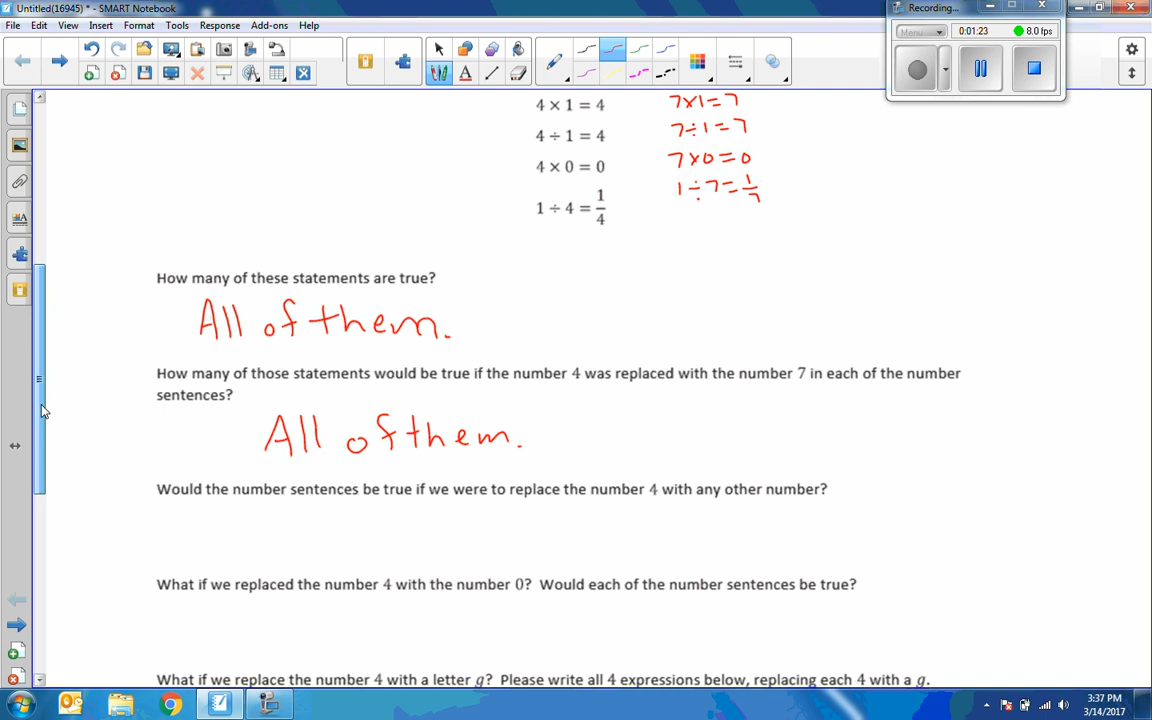 Untitled(16945) * - SMART Notebook
Recording...
File Edit View Insert Format Tools Response Add-ons Help
Menu 0:01:23 8.0 fps
4 × 1 = 4 7×1=7
4 ÷ 1 = 4 7÷1=7
4 × 0 = 0 7×0=0
1 ÷ 4 = 1/4 1÷7=1/7
How many of these statements are true?
All of them.
How many of those statements would be true if the number 4 was replaced with the number 7 in each of the number
sentences?
All of them.
Would the number sentences be true if we were to replace the number 4 with any other number?
What if we replaced the number 4 with the number 0? Would each of the number sentences be true?
What if we replace the number 4 with a letter g? Please write all 4 expressions below, replacing each 4 with a g.
3:37 PM
3/14/2017